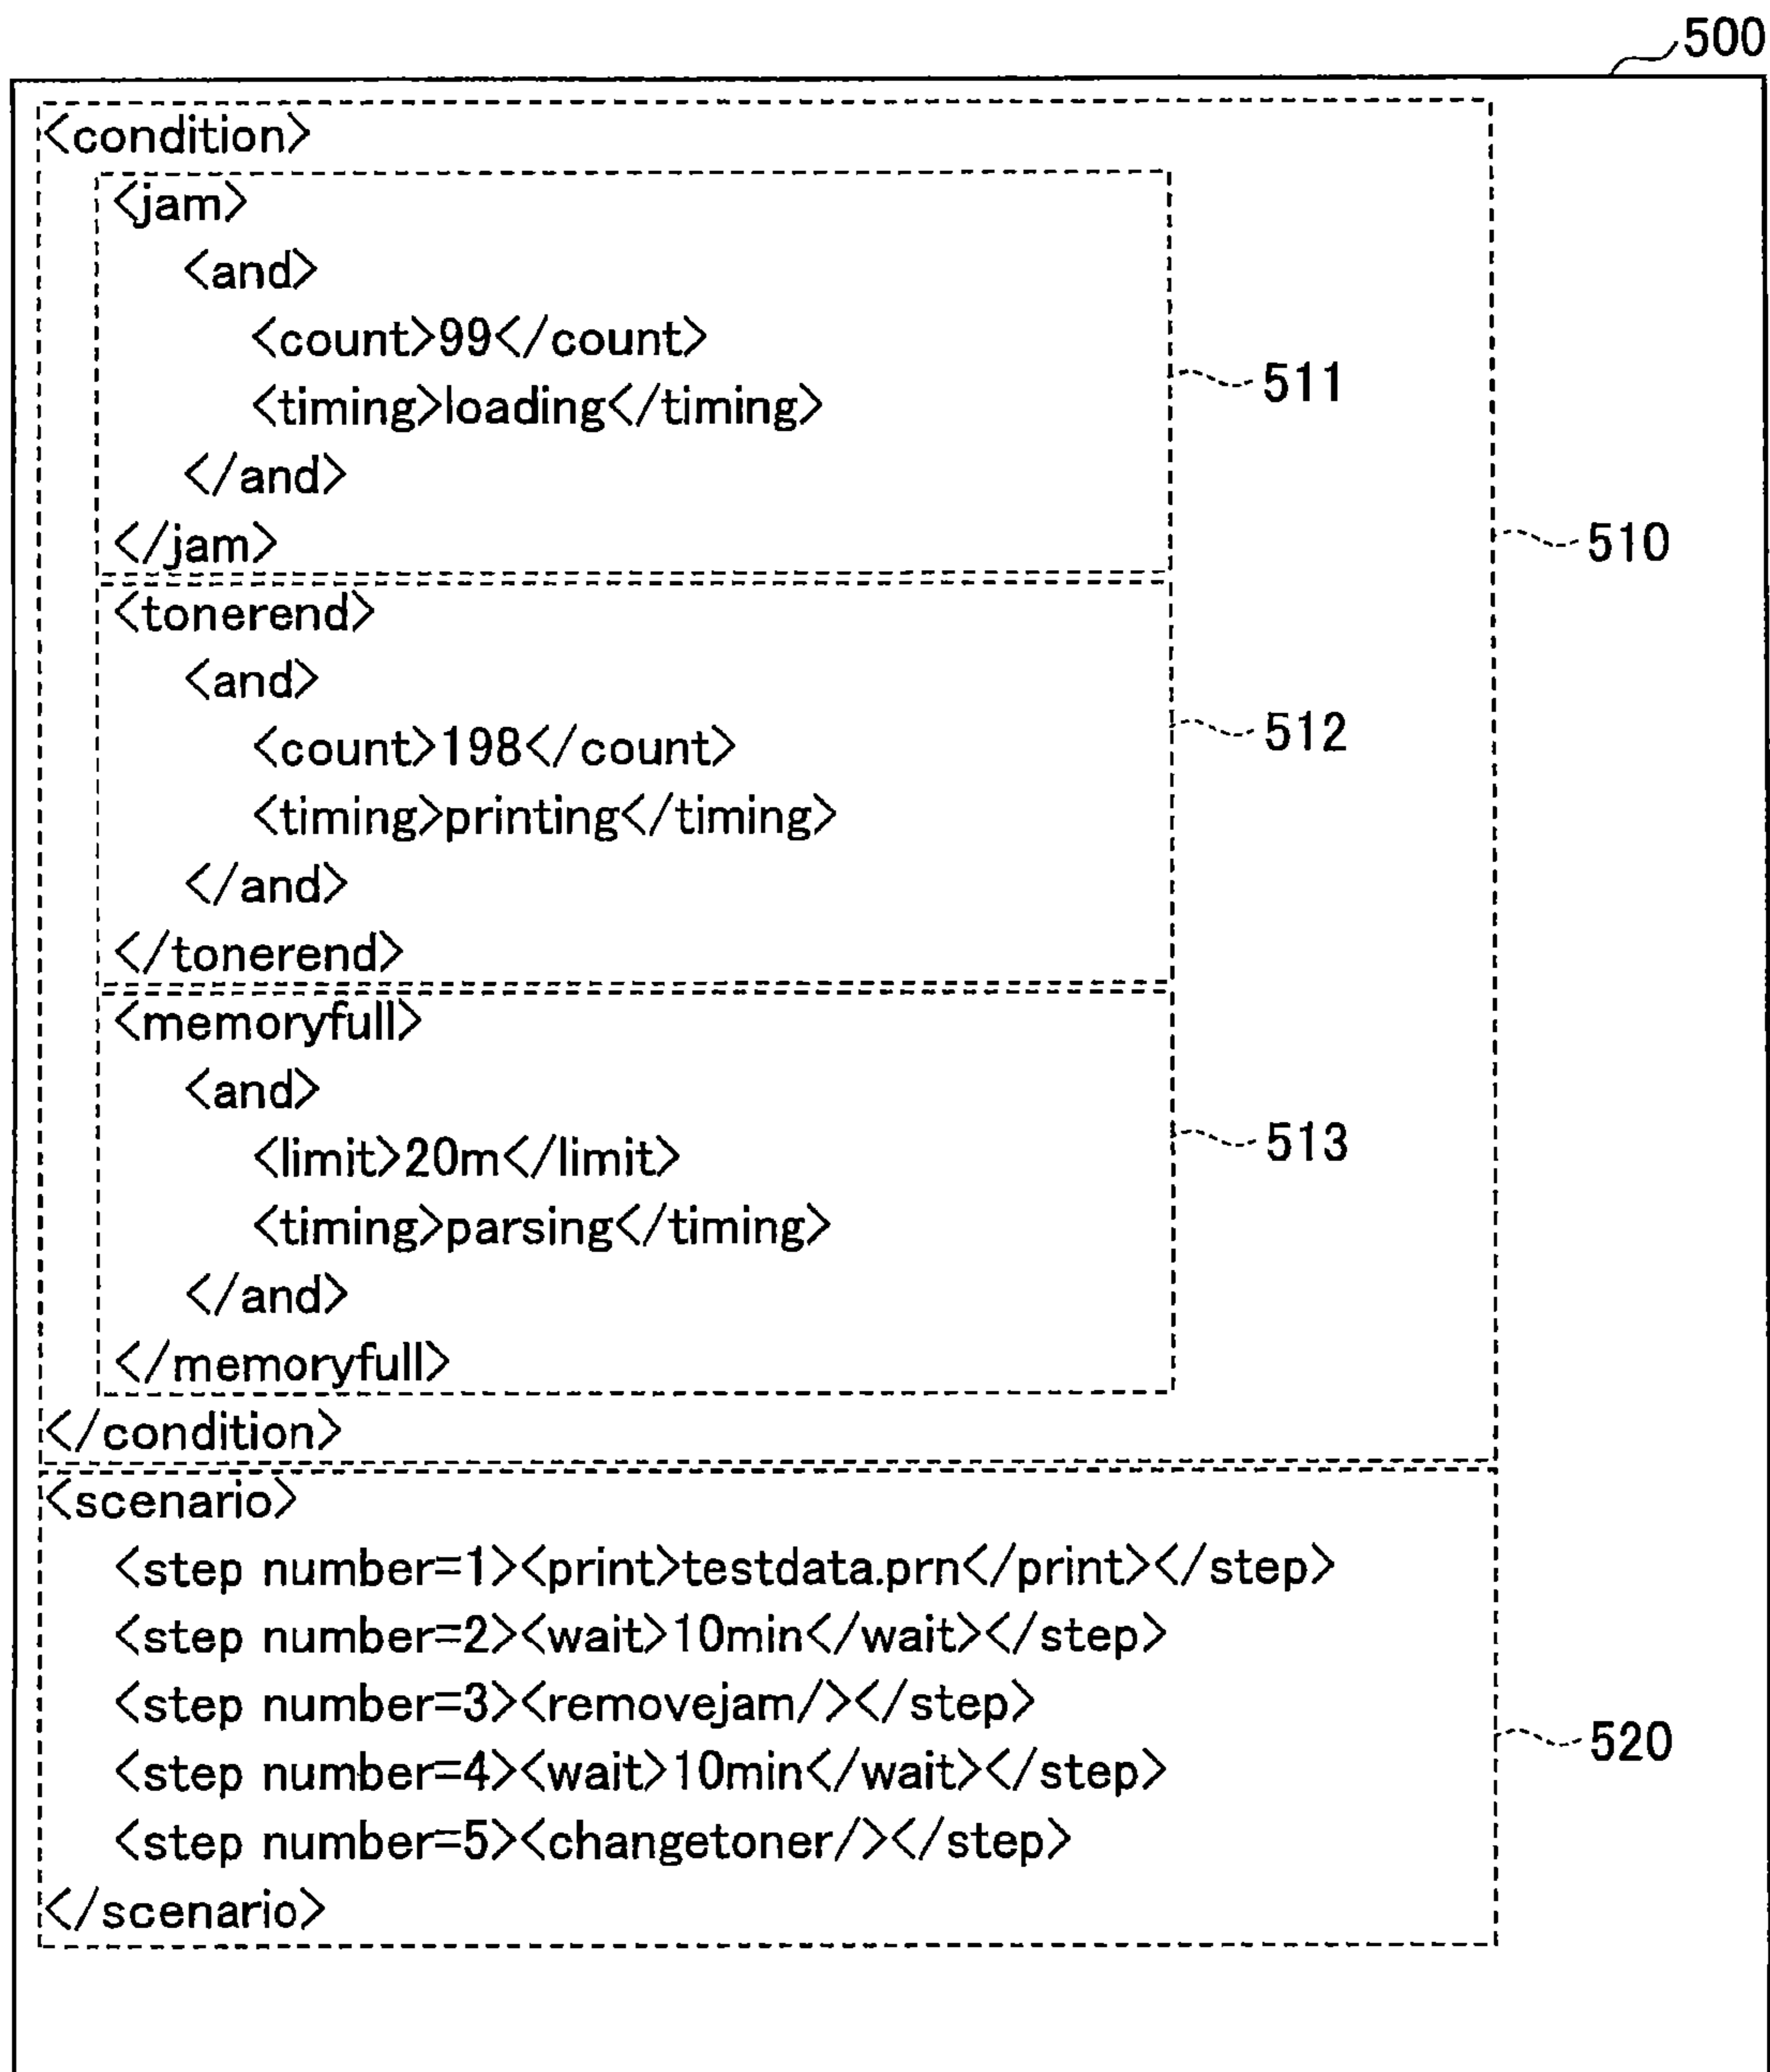 500
<condition>
<jam>
<and>
<count>99</count>
<timing>loading</timing>
511
</and>
</jam>
510
<tonerend>
<and>
<count>198</count>
512
<timing>printing</timing>
</and>
</tonerend>
<memoryfull>
<and>
<limit>20m</limit>
513
<timing>parsing</timing>
</and>
</memoryfull>
</condition>
<scenario>
<step number=1><print>testdata.prn</print></step>
<step number=2><wait>10min</wait></step>
<step number=3><removejam/></step>
520
<step number=4><wait>10min</wait></step>
<step number=5><changetoner/></step>
</scenario>